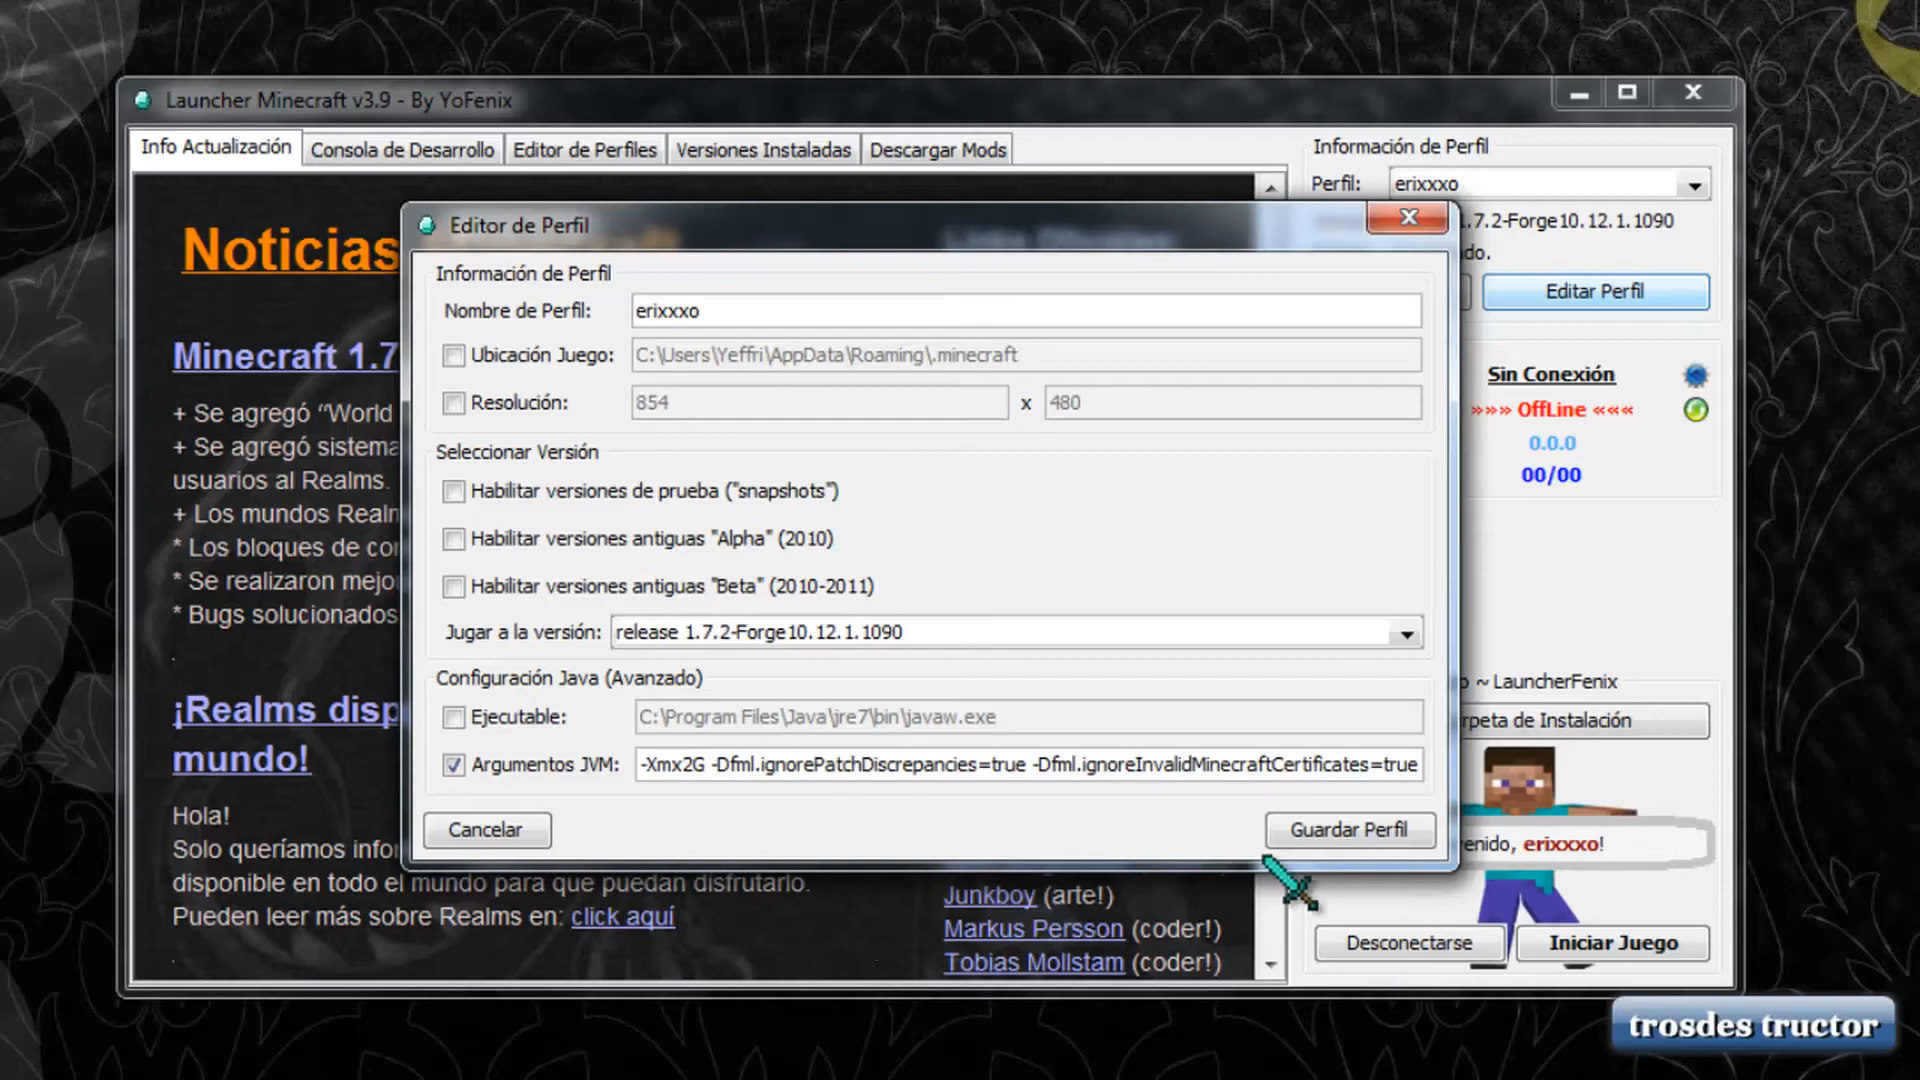 Launcher Minecraft v3.9 - By YoFenix
Info Actualización
Consola de Desarrollo
Editor de Perfiles
Versiones Instaladas
Descargar Mods
Información de Perfil
Perfil: erixxxo
1.7.2-Forge10.12.1.1090
do.
Editar Perfil
Sin Conexión
»»» OffLine «««
0.0.0
00/00
~ LauncherFenix
rpeta de Instalación
enido, erixxxo!
Desconectarse
Iniciar Juego
Noticias
Minecraft 1.7
+ Se agregó “World
+ Se agregó sistema
usuarios al Realms.
+ Los mundos Realm
* Los bloques de co
* Se realizaron mejo
* Bugs solucionados
¡Realms disp
mundo!
Hola!
Solo queríamos info
disponible en todo el mundo para que puedan disfrutarlo.
Pueden leer más sobre Realms en: click aquí
Junkboy (arte!)
Markus Persson (coder!)
Tobias Mollstam (coder!)
Editor de Perfil
Información de Perfil
Nombre de Perfil: erixxxo
Ubicación Juego: C:\Users\Yeffri\AppData\Roaming\.minecraft
Resolución: 854 x 480
Seleccionar Versión
Habilitar versiones de prueba ("snapshots")
Habilitar versiones antiguas "Alpha" (2010)
Habilitar versiones antiguas "Beta" (2010-2011)
Jugar a la versión: release 1.7.2-Forge10.12.1.1090
Configuración Java (Avanzado)
Ejecutable: C:\Program Files\Java\jre7\bin\javaw.exe
Argumentos JVM: -Xmx2G -Dfml.ignorePatchDiscrepancies=true -Dfml.ignoreInvalidMinecraftCertificates=true
Cancelar
Guardar Perfil
trosdes tructor